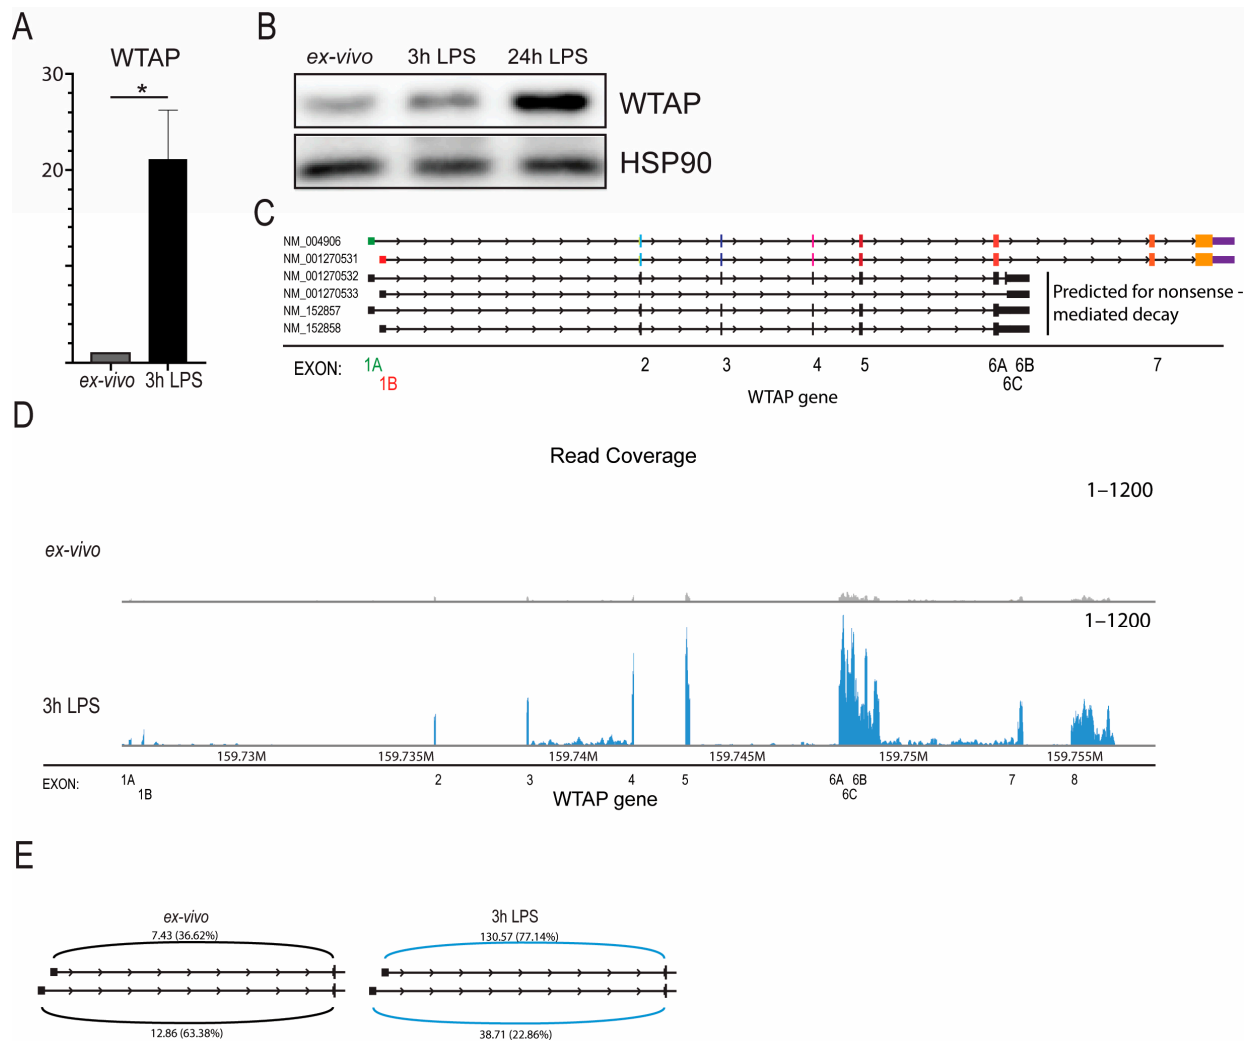 A
WTAP
30
20
*
ex-vivo 3h LPS
B
ex-vivo 3h LPS 24h LPS
WTAP
HSP90
C
NM_004906
NM_001270531
NM_001270532
NM_001270533
NM_152857
NM_152858
Predicted for nonsense -
mediated decay
EXON: 1A 2 3 4 5 6A 6B 7
1B 6C
WTAP gene
D
Read Coverage
1–1200
ex-vivo
1–1200
3h LPS
159.73M 159.735M 159.74M 159.745M 159.75M 159.755M
EXON: 1A 2 3 4 5 6A 6B 7 8
1B 6C
WTAP gene
E
ex-vivo 3h LPS
7.43 (36.62%) 130.57 (77.14%)
12.86 (63.38%) 38.71 (22.86%)